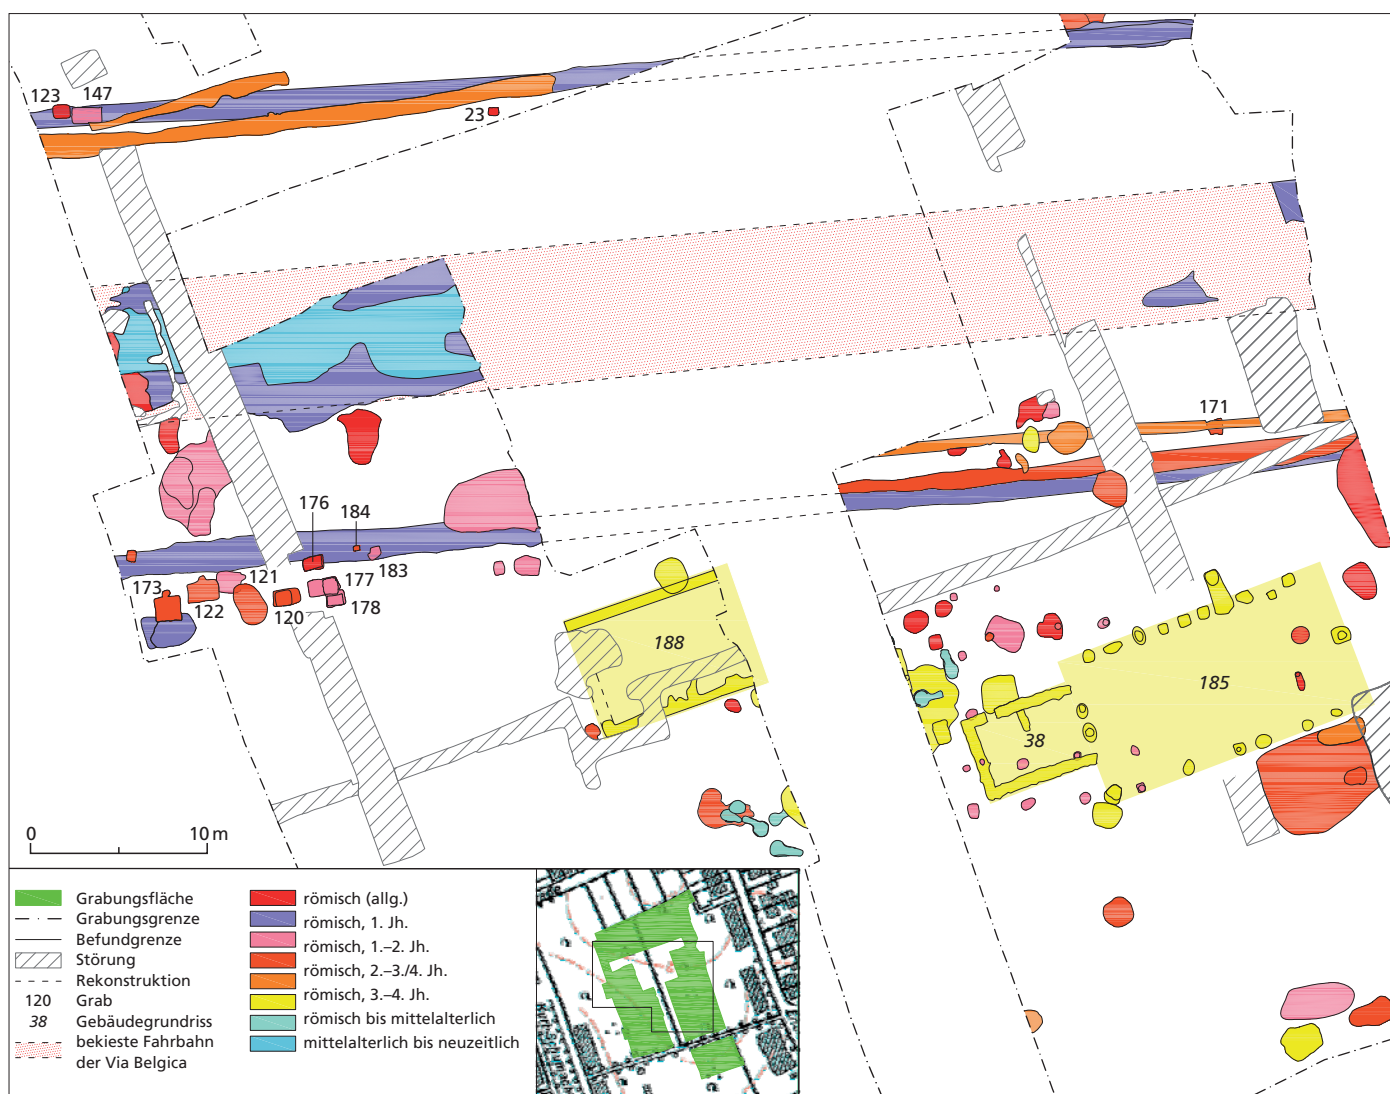 123
147
23
171
176
184
173
121
177
183
122
120
178
188
185
38
0 10 m
Grabungsfläche
Grabungsgrenze
Befundgrenze
Störung
Rekonstruktion
120 Grab
38 Gebäudegrundriss
bekieste Fahrbahn
der Via Belgica
römisch (allg.)
römisch, 1. Jh.
römisch, 1.–2. Jh.
römisch, 2.–3./4. Jh.
römisch, 3.–4. Jh.
römisch bis mittelalterlich
mittelalterlich bis neuzeitlich